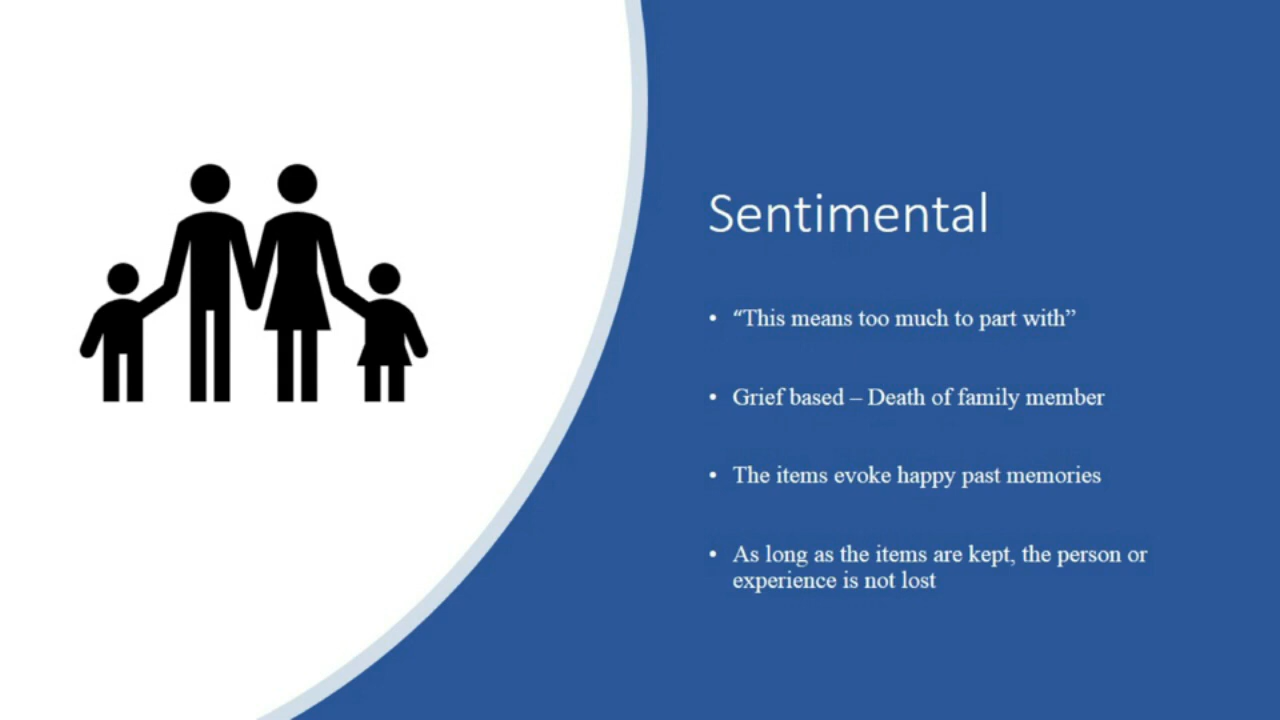 Sentimental
• “This means too much to part with”
• Grief based – Death of family member
• The items evoke happy past memories
• As long as the items are kept, the person or
experience is not lost